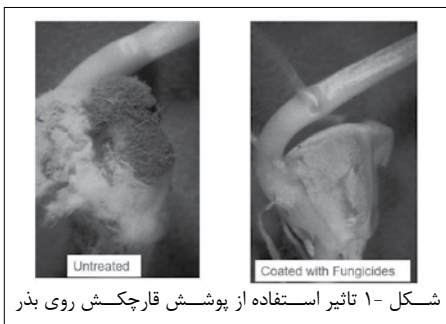 Untreated
Coated with Fungicides
شکل -۱ تاثیر استفاده از پوشش قارچکش روی بذر